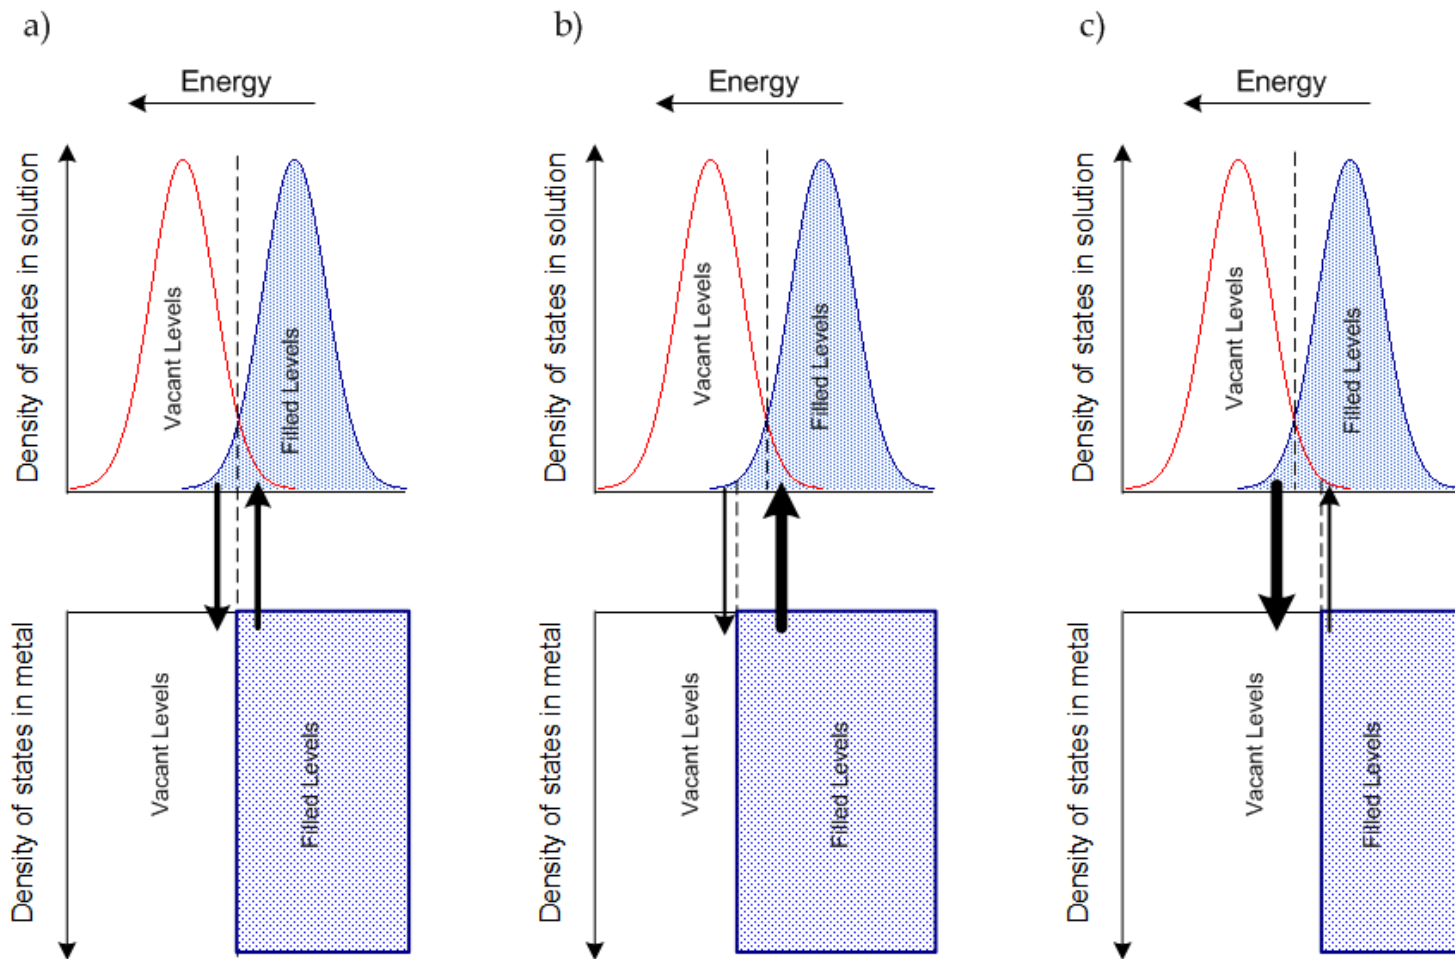 a)
b)
c)
Energy
Energy
Energy
Density of states in solution
Vacant Levels
Filled Levels
Density of states in solution
Vacant Levels
Filled Levels
Density of states in solution
Vacant Levels
Filled Levels
Density of states in metal
Vacant Levels
Filled Levels
Density of states in metal
Vacant Levels
Filled Levels
Density of states in metal
Vacant Levels
Filled Levels